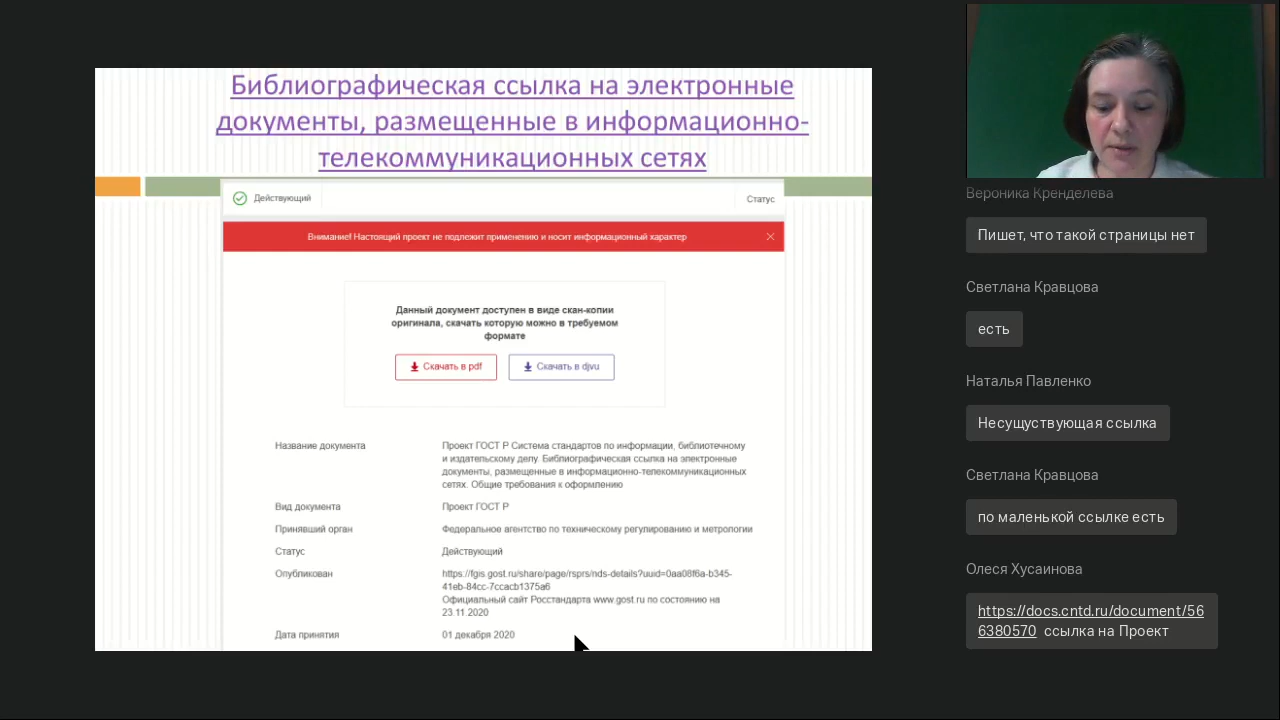 Библиографическая ссылка на электронные
документы, размещенные в информационно-
телекоммуникационных сетях
Действующий
Статус
Внимание! Настоящий проект не подлежит применению и носит информационный характер
Данный документ доступен в виде скан-копии
оригинала, скачать которую можно в требуемом
формате
Скачать в pdf
Скачать в djvu
Название документа
Проект ГОСТ Р Система стандартов по информации, библиотечному
и издательскому делу. Библиографическая ссылка на электронные
документы, размещенные в информационно-телекоммуникационных
сетях. Общие требования к оформлению
Вид документа
Проект ГОСТ Р
Принявший орган
Федеральное агентство по техническому регулированию и метрологии
Статус
Действующий
Опубликован
https://fgis.gost.ru/share/page/rsprs/nds-details?uuid=0aa08f6a-b345-
41eb-84cc-7ccacb1375a6
Официальный сайт Росстандарта www.gost.ru по состоянию на
23.11.2020
Дата принятия
01 декабря 2020
Вероника Кренделева
Пишет, что такой страницы нет
Светлана Кравцова
есть
Наталья Павленко
Несущуствующая ссылка
Светлана Кравцова
по маленькой ссылке есть
Олеся Хусаинова
https://docs.cntd.ru/document/56
6380570 ссылка на Проект